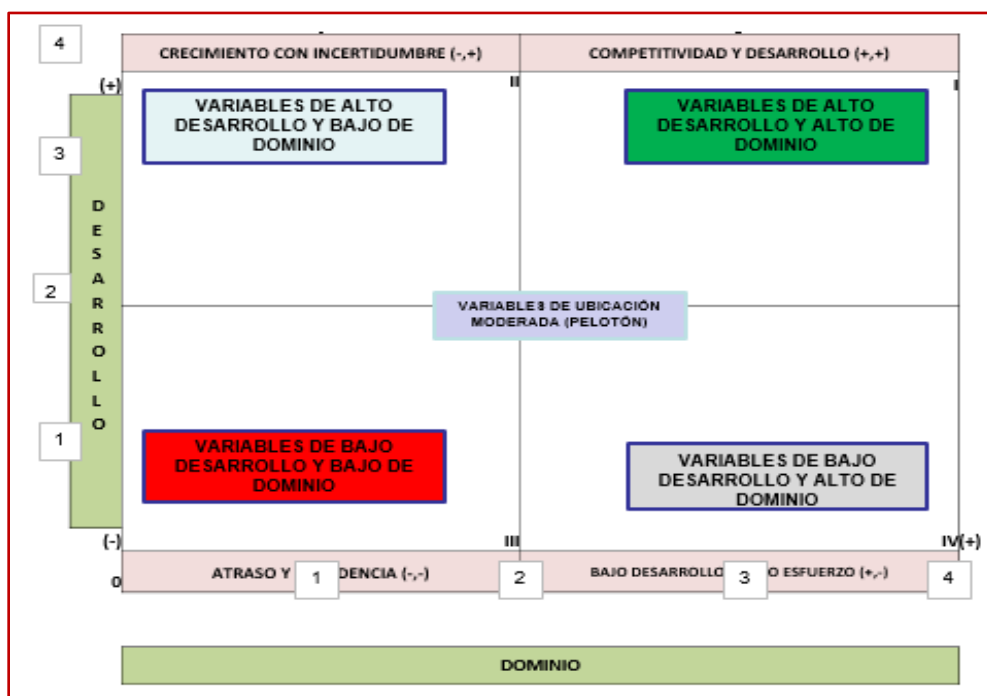 4
CRECIMIENTO CON INCERTIDUMBRE (-,+)
COMPETITIVIDAD Y DESARROLLO (+,+)
(+)
II
I
VARIABLES DE ALTO
DESARROLLO Y BAJO DE
DOMINIO
VARIABLES DE ALTO
DESARROLLO Y ALTO DE
DOMINIO
3
D
E
S
A
R
R
O
L
L
O
2
VARIABLES DE UBICACIÓN
MODERADA (PELOTÓN)
1
VARIABLES DE BAJO
DESARROLLO Y BAJO DE
DOMINIO
VARIABLES DE BAJO
DESARROLLO Y ALTO DE
DOMINIO
(-)
III
IV(+)
0
ATRASO Y DENCIA (-,-)
1
2
BAJO DESARROLLO O ESFUERZO (+,-)
3
4
DOMINIO